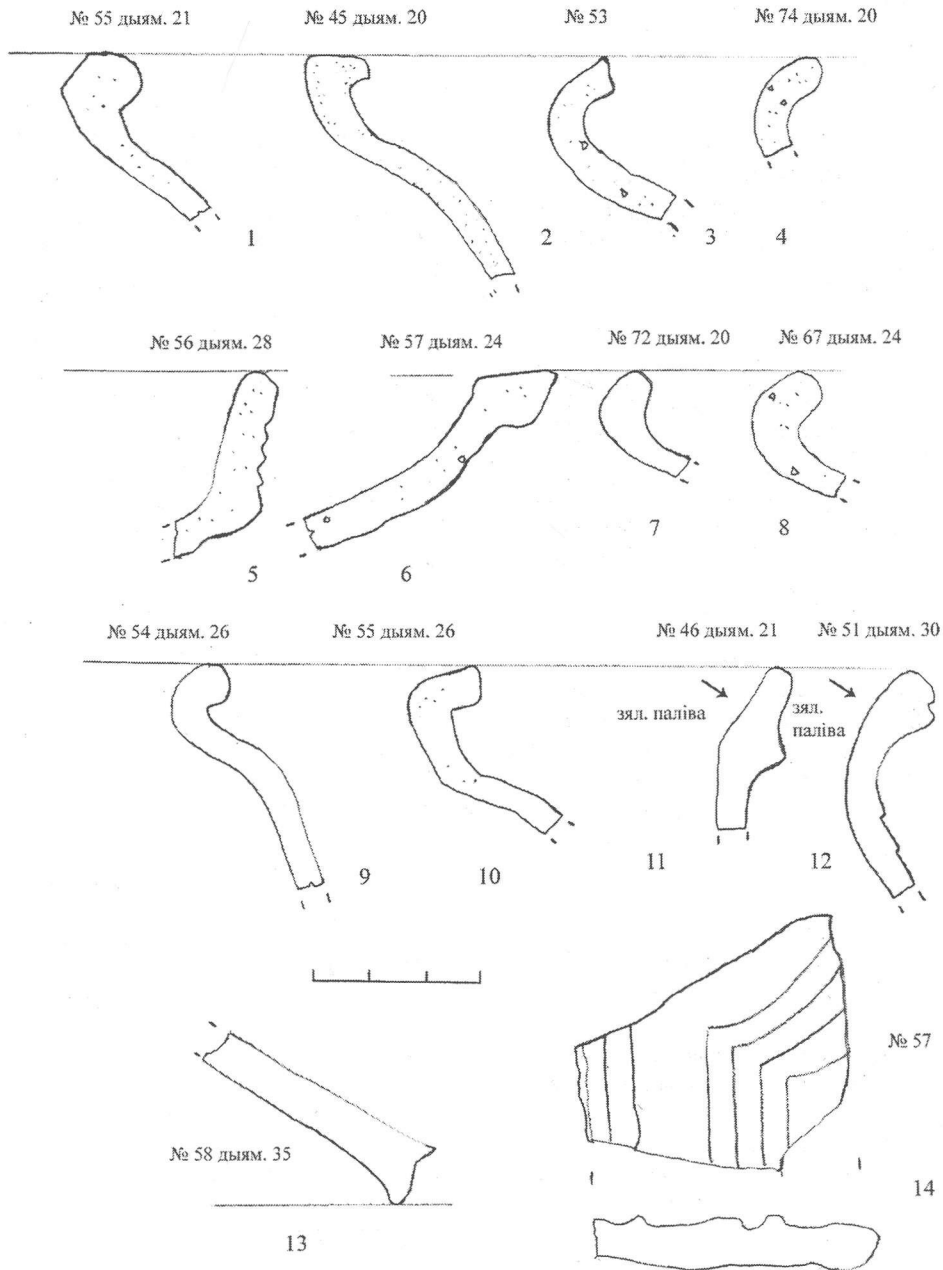 № 55 дыям. 21 № 45 дыям. 20 № 53 № 74 дыям. 20
1 2 3 4
№ 56 дыям. 28 № 57 дыям. 24 № 72 дыям. 20 № 67 дыям. 24
5 6 7 8
№ 54 дыям. 26 № 55 дыям. 26 № 46 дыям. 21 № 51 дыям. 30
зял. паліва зял.
паліва
9 10 11 12
№ 57
№ 58 дыям. 35
14
13